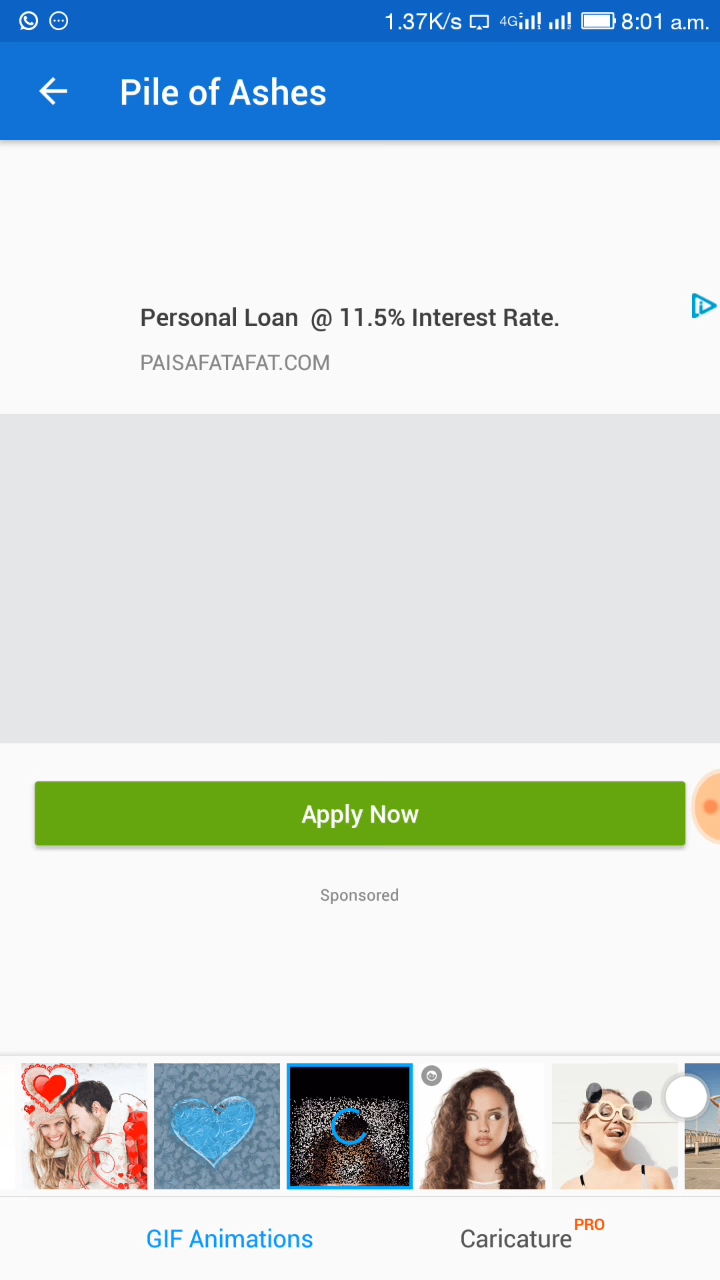 1.37K/s 4G 8:01 a.m.
Pile of Ashes
Personal Loan @ 11.5% Interest Rate.
PAISAFATAFAT.COM
Apply Now
Sponsored
GIF Animations Caricature PRO